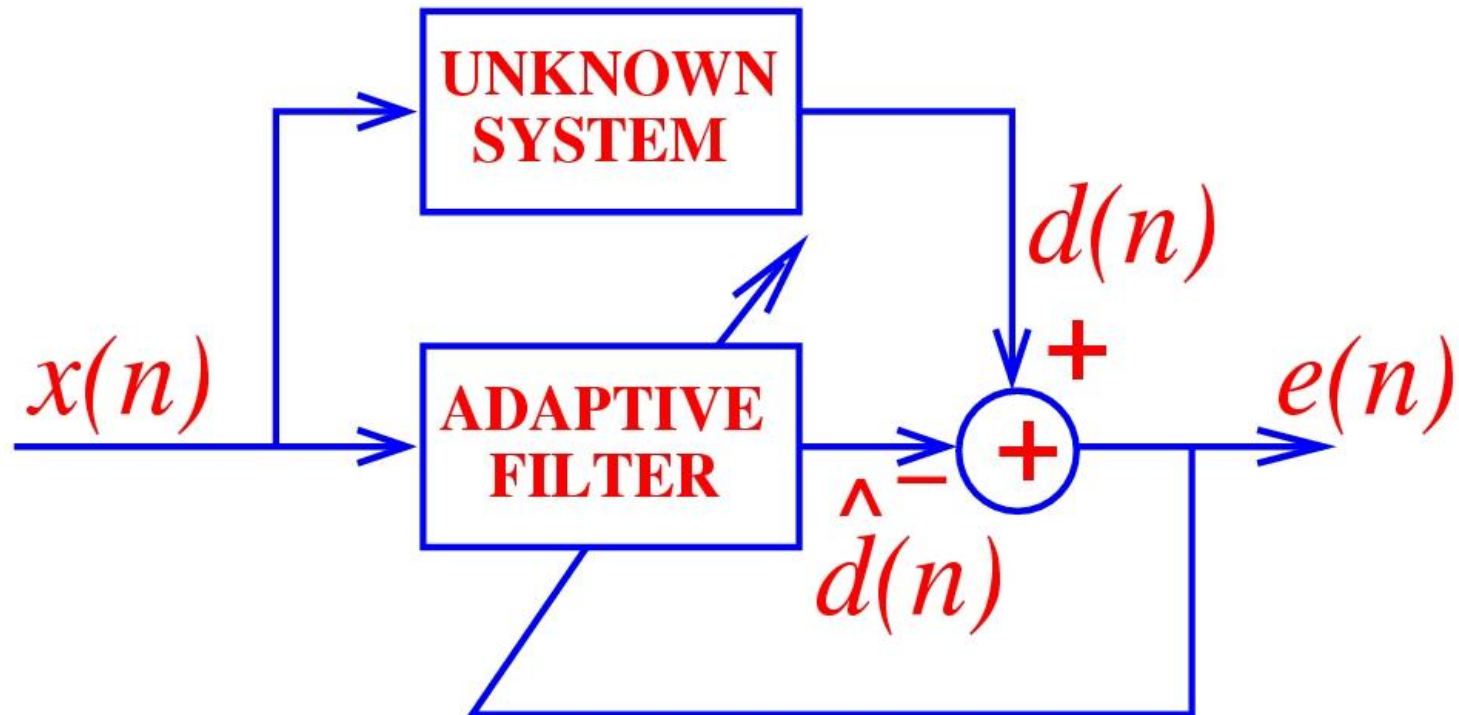 UNKNOWN
SYSTEM
d(n)
+
x(n)
e(n)
ADAPTIVE
FILTER
+
−
d̂(n)